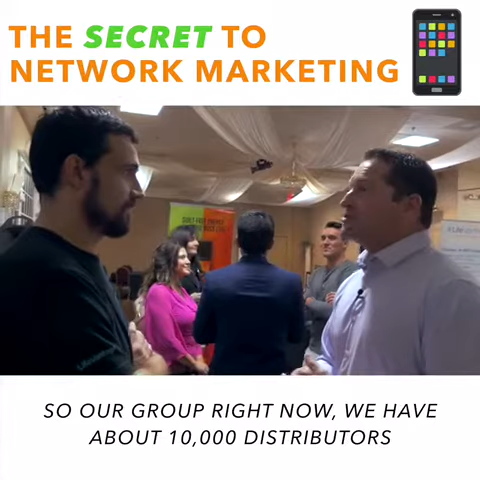 THE SECRET TO
NETWORK MARKETING
SO OUR GROUP RIGHT NOW, WE HAVE
ABOUT 10,000 DISTRIBUTORS